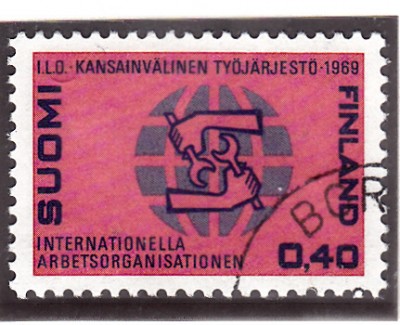 I.L.O. · KANSAINVÄLINEN TYÖJÄRJESTÖ · 1969
SUOMI
FINLAND
INTERNATIONELLA
ARBETSORGANISATIONEN
0,40